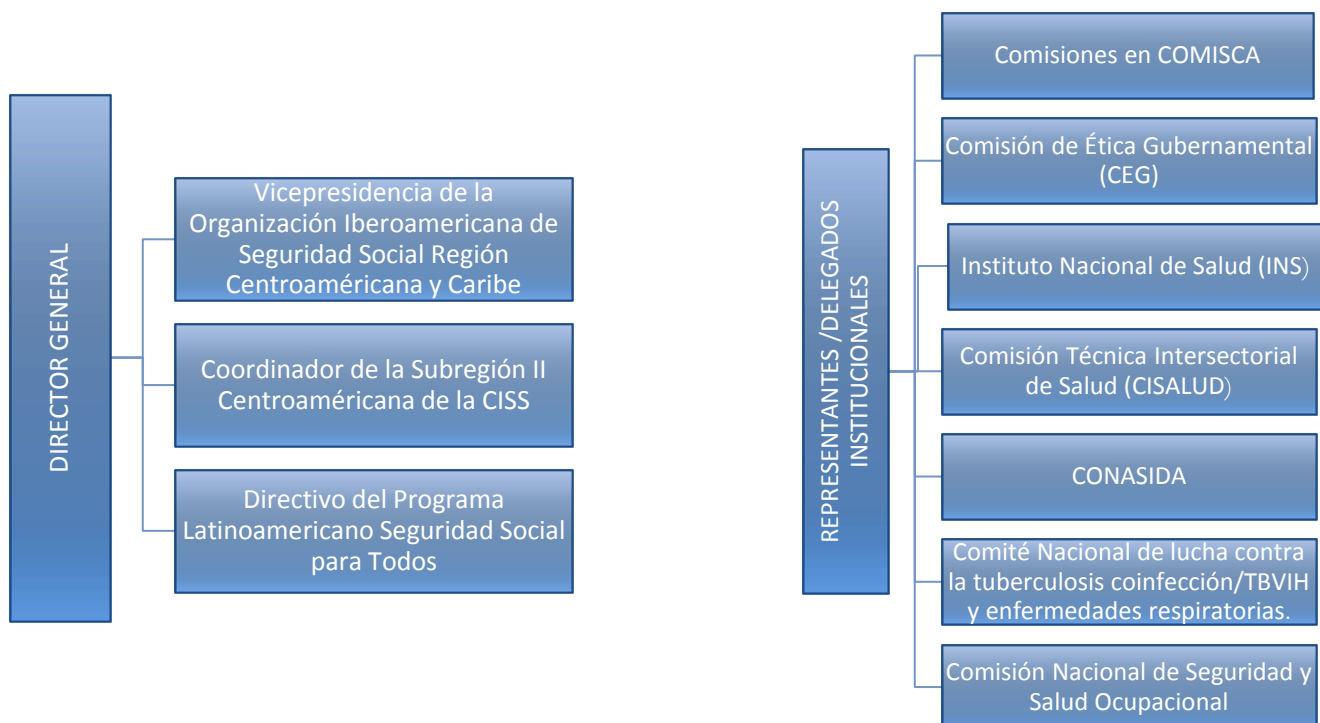 DIRECTOR GENERAL
Vicepresidencia de la
Organización Iberoamericana de
Seguridad Social Región
Centroaméricana y Caribe
Coordinador de la Subregión II
Centroaméricana de la CISS
Directivo del Programa
Latinoamericano Seguridad Social
para Todos
REPRESENTANTES /DELEGADOS
INSTITUCIONALES
Comisiones en COMISCA
Comisión de Ética Gubernamental
(CEG)
Instituto Nacional de Salud (INS)
Comisión Técnica Intersectorial
de Salud (CISALUD)
CONASIDA
Comité Nacional de lucha contra
la tuberculosis coinfección/TBVIH
y enfermedades respiratorias.
Comisión Nacional de Seguridad y
Salud Ocupacional